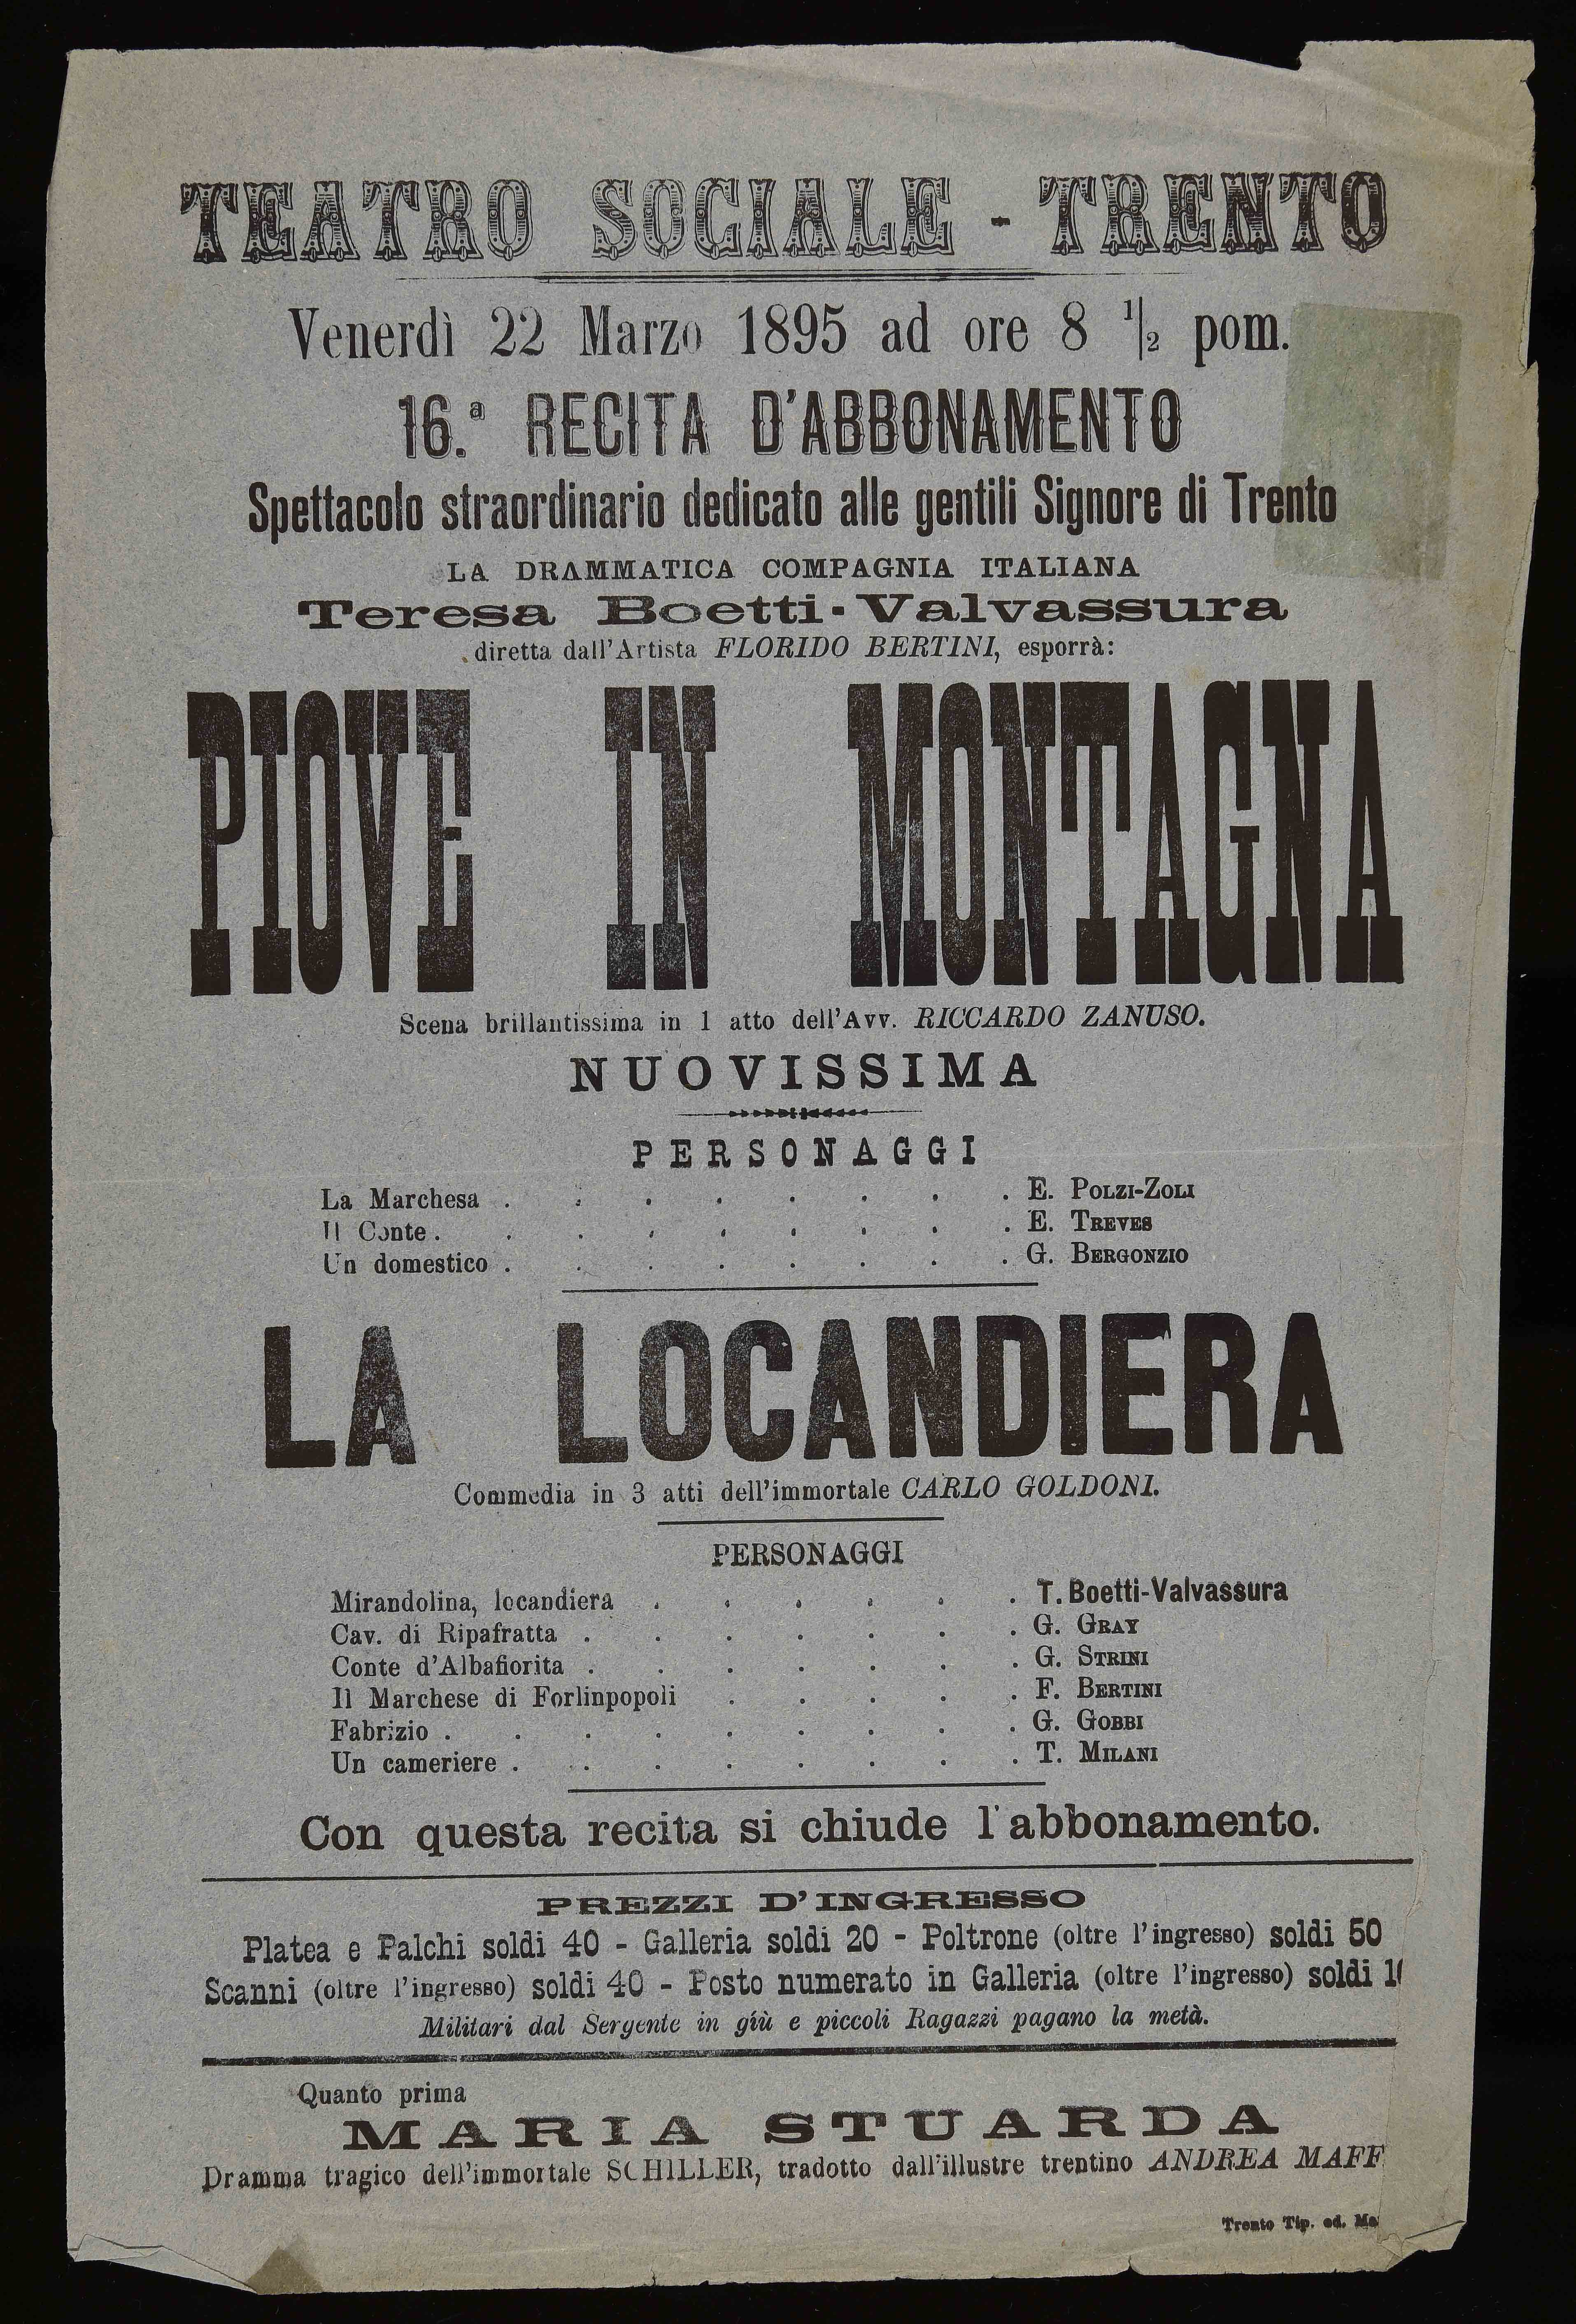 TEATRO SOCIALE - TRENTO
Venerdì 22 Marzo 1895 ad ore 8 1/2 pom.
16.ª RECITA D'ABBONAMENTO
Spettacolo straordinario dedicato alle gentili Signore di Trento
LA DRAMMATICA COMPAGNIA ITALIANA
Teresa Boetti-Valvassura
diretta dall'Artista FLORIDO BERTINI, esporrà:
PIOVE IN MONTAGNA
Scena brillantissima in 1 atto dell'Avv. RICCARDO ZANUSO.
NUOVISSIMA
PERSONAGGI
La Marchesa . . . . . . . . E. POLZI-ZOLI
Il Conte . . . . . . . . . E. TREVES
Un domestico . . . . . . . . G. BERGONZIO
LA LOCANDIERA
Commedia in 3 atti dell'immortale CARLO GOLDONI.
PERSONAGGI
Mirandolina, locandiera . . . . . . T. Boetti-Valvassura
Cav. di Ripafratta . . . . . . . G. GRAY
Conte d'Albafiorita . . . . . . . G. STRINI
Il Marchese di Forlinpopoli . . . . . F. BERTINI
Fabrizio . . . . . . . . . G. GOBBI
Un cameriere . . . . . . . . T. MILANI
Con questa recita si chiude l'abbonamento.
PREZZI D'INGRESSO
Platea e Palchi soldi 40 - Galleria soldi 20 - Poltrone (oltre l'ingresso) soldi 50
Scanni (oltre l'ingresso) soldi 40 - Posto numerato in Galleria (oltre l'ingresso) soldi
Militari dal Sergente in giù e piccoli Ragazzi pagano la metà.
Quanto prima
MARIA STUARDA
Dramma tragico dell'immortale SCHILLER, tradotto dall'illustre trentino ANDREA MAFF
Trento Tip. ed. Ma